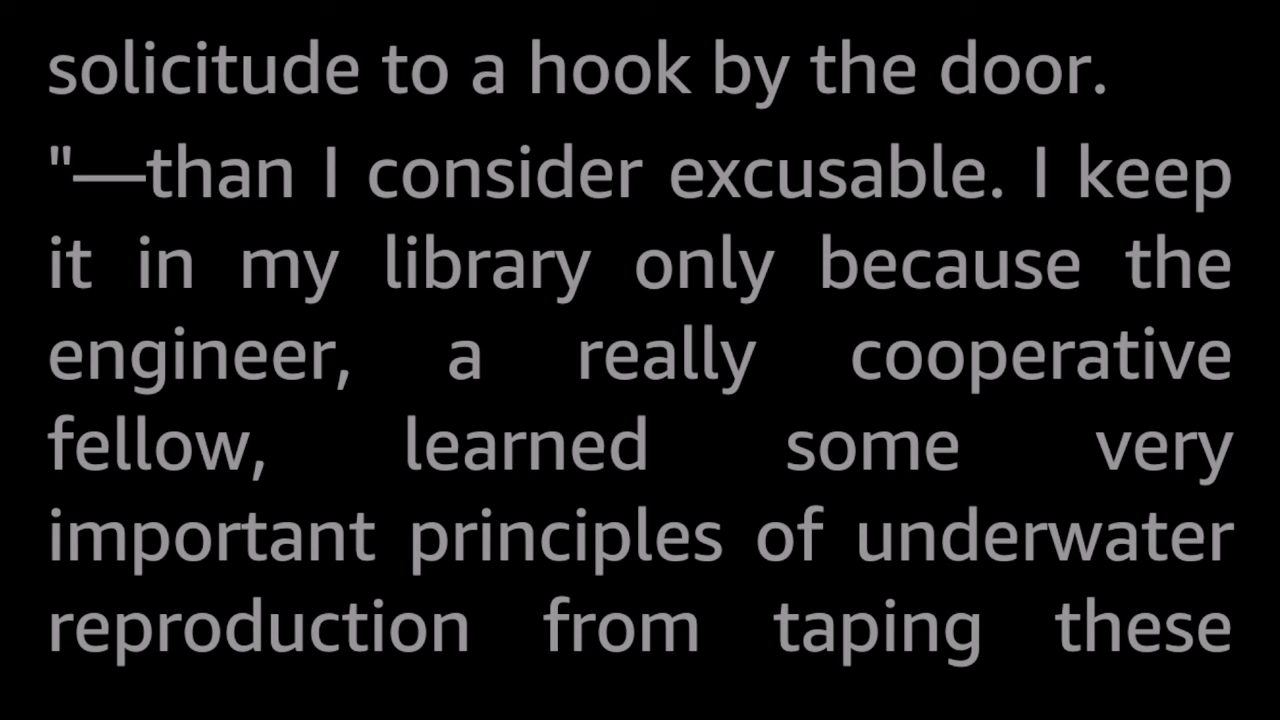 solicitude to a hook by the door.
"—than I consider excusable. I keep
it in my library only because the
engineer, a really cooperative
fellow, learned some very
important principles of underwater
reproduction from taping these